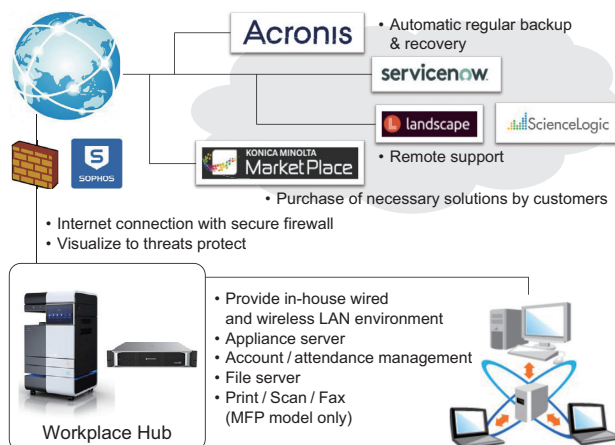 Acronis
• Automatic regular backup
& recovery
servicenow
L landscape
ScienceLogic
S
SOPHOS
KONICA MINOLTA
MarketPlace
• Remote support
• Purchase of necessary solutions by customers
• Internet connection with secure firewall
• Visualize to threats protect
• Provide in-house wired
and wireless LAN environment
• Appliance server
• Account / attendance management
• File server
• Print / Scan / Fax
(MFP model only)
Workplace Hub